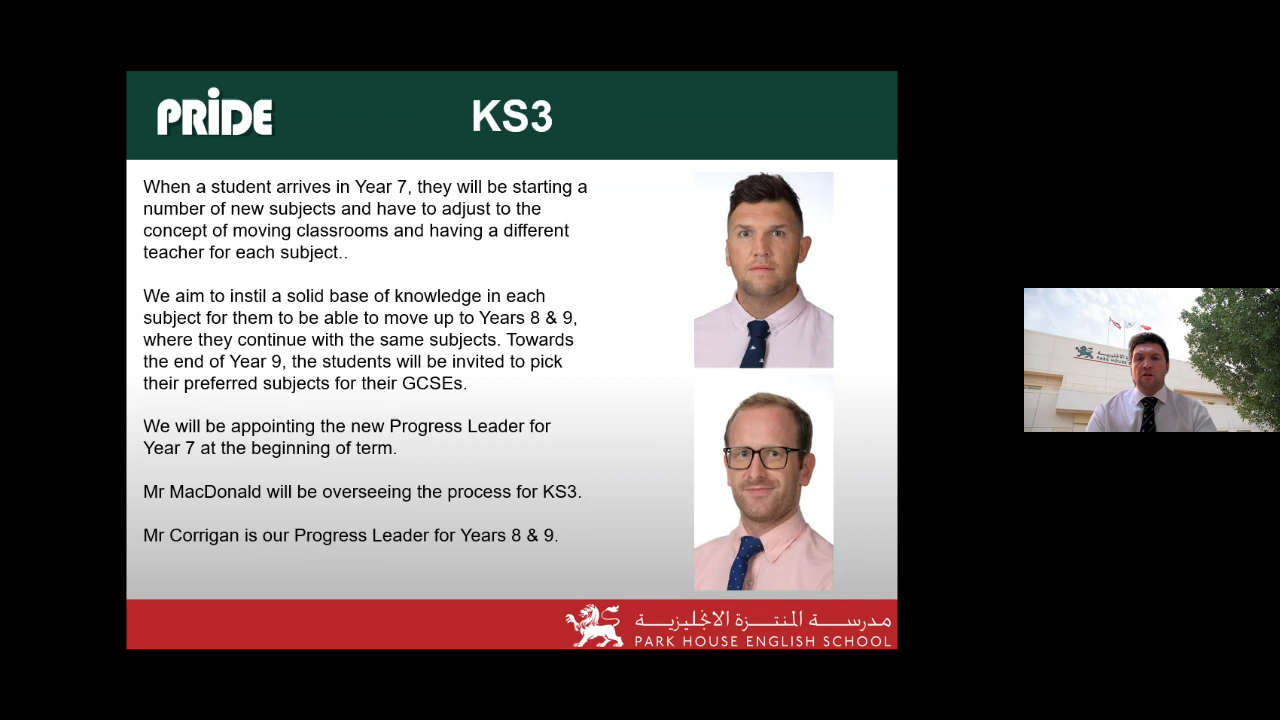 PRIDE
KS3
When a student arrives in Year 7, they will be starting a
number of new subjects and have to adjust to the
concept of moving classrooms and having a different
teacher for each subject..
We aim to instil a solid base of knowledge in each
subject for them to be able to move up to Years 8 & 9,
where they continue with the same subjects. Towards
the end of Year 9, the students will be invited to pick
their preferred subjects for their GCSEs.
We will be appointing the new Progress Leader for
Year 7 at the beginning of term.
Mr MacDonald will be overseeing the process for KS3.
Mr Corrigan is our Progress Leader for Years 8 & 9.
مدرسة المنتزة الانجليزية
PARK HOUSE ENGLISH SCHOOL
PARK HOUSE